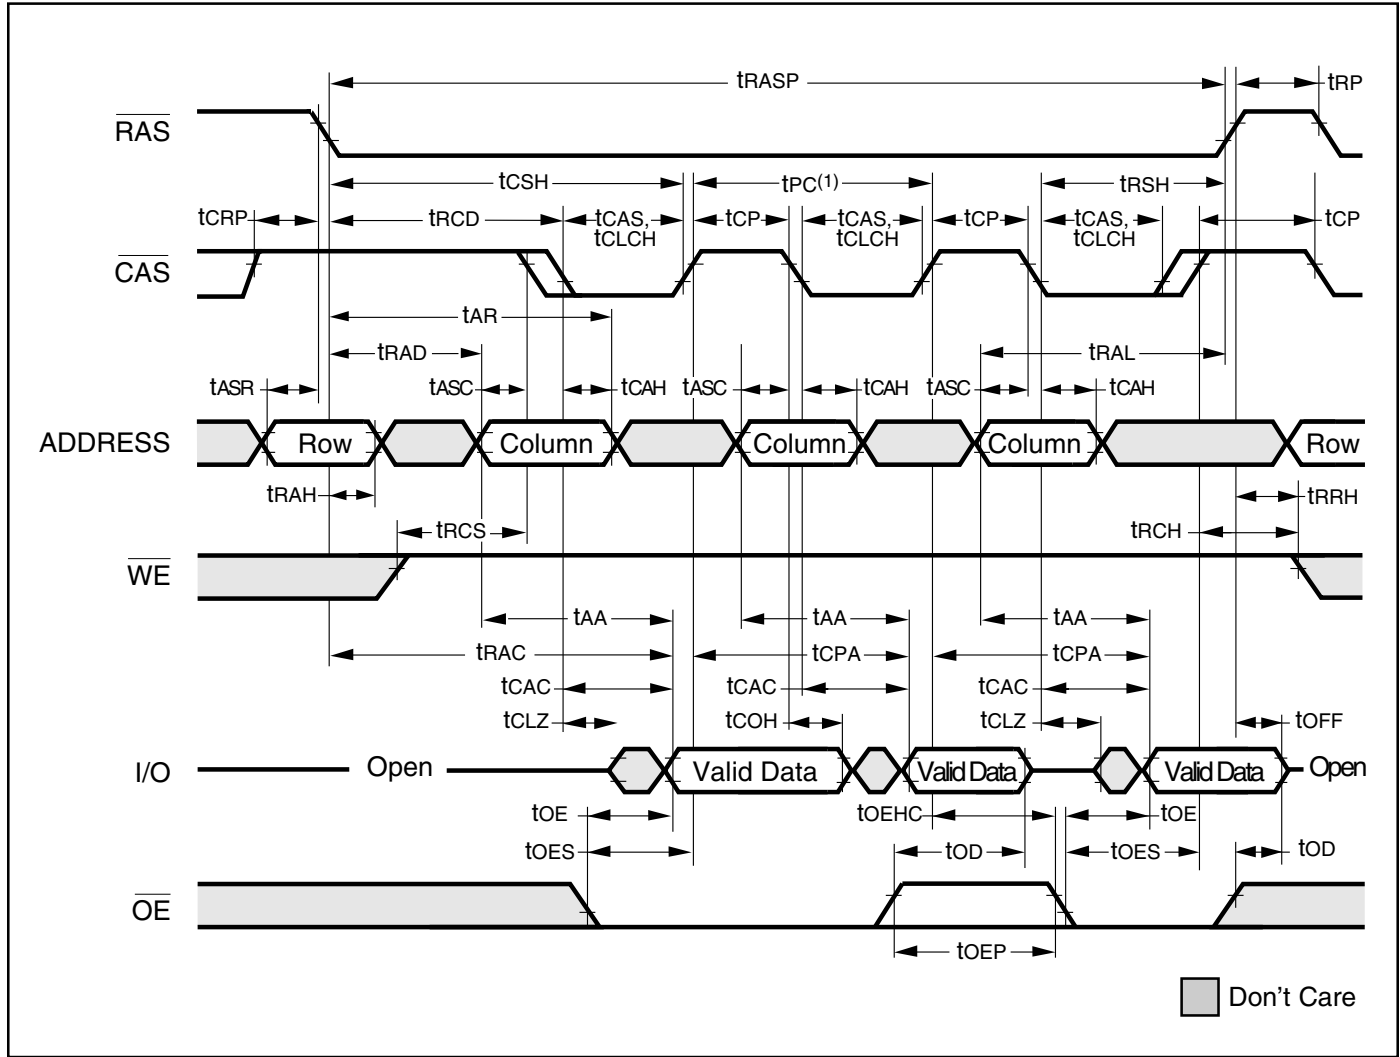 tRASP tRP
RAS
tCSH tPC(1) tRSH
tCRP tRCD tCAS, tCLCH tCP tCAS, tCLCH tCP tCAS, tCLCH tCP
CAS
tAR
tRAD tRAL
tASR tASC tCAH tASC tCAH tASC tCAH
ADDRESS Row Column Column Column Row
tRAH tRRH
tRCS tRCH
WE
tAA tAA tAA
tRAC tCPA tCPA
tCAC tCAC tCAC
tCLZ tCOH tCLZ tOFF
I/O Open Valid Data Valid Data Valid Data Open
tOE tOEHC tOE
tOES tOD tOES tOD
OE
tOEP
Don't Care